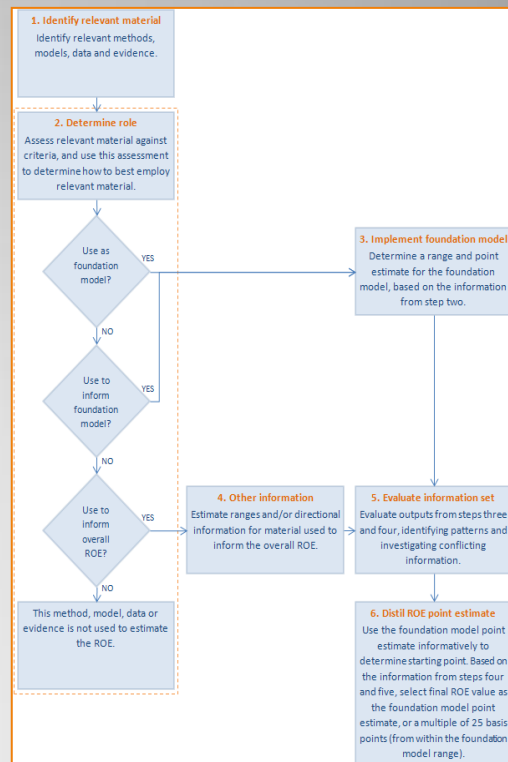 1. Identify relevant material
Identify relevant methods,
models, data and evidence.
2. Determine role
Assess relevant material against
criteria, and use this assessment
to determine how to best employ
relevant material.
Use as
foundation
model?
YES
NO
Use to
inform
foundation
model?
YES
NO
Use to
inform
overall
ROE?
YES
NO
This method, model, data or
evidence is not used to estimate
the ROE.
3. Implement foundation model
Determine a range and point
estimate for the foundation
model, based on the information
from step two.
4. Other information
Estimate ranges and/or directional
information for material used to
inform the overall ROE.
5. Evaluate information set
Evaluate outputs from steps three
and four, identifying patterns and
investigating conflicting
information.
6. Distil ROE point estimate
Use the foundation model point
estimate informatively to
determine starting point. Based on
the information from steps four
and five, select final ROE value as
the foundation model point
estimate, or a multiple of 25 basis
points (from within the foundation
model range).